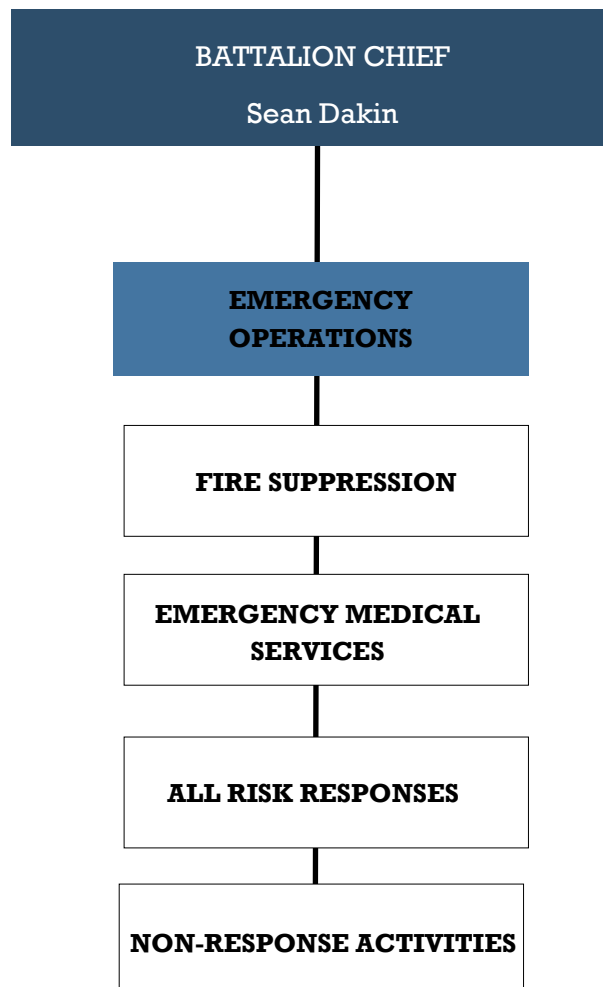 BATTALION CHIEF
Sean Dakin
EMERGENCY
OPERATIONS
FIRE SUPPRESSION
EMERGENCY MEDICAL
SERVICES
ALL RISK RESPONSES
NON-RESPONSE ACTIVITIES